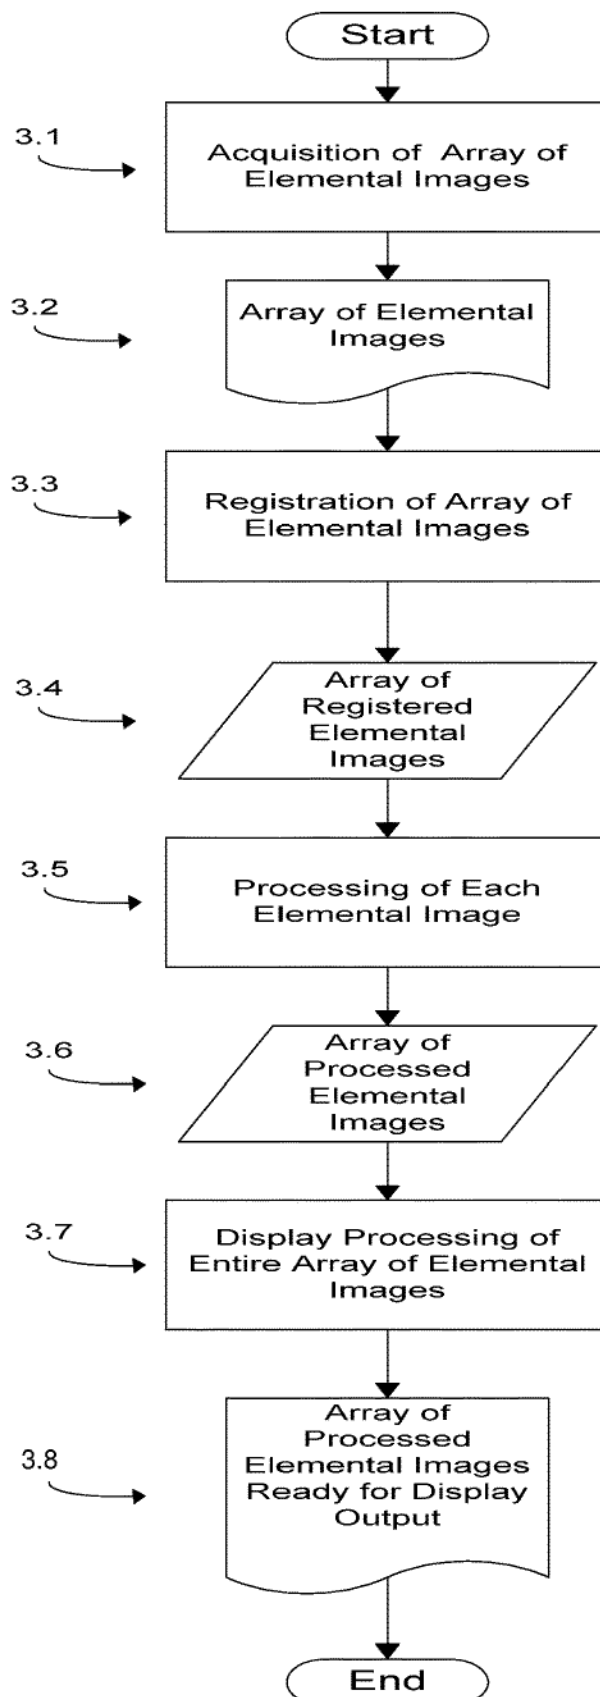 Start
3.1
Acquisition of Array of
Elemental Images
3.2
Array of Elemental
Images
3.3
Registration of Array of
Elemental Images
3.4
Array of
Registered
Elemental
Images
3.5
Processing of Each
Elemental Image
3.6
Array of
Processed
Elemental
Images
3.7
Display Processing of
Entire Array of Elemental
Images
3.8
Array of
Processed
Elemental Images
Ready for Display
Output
End